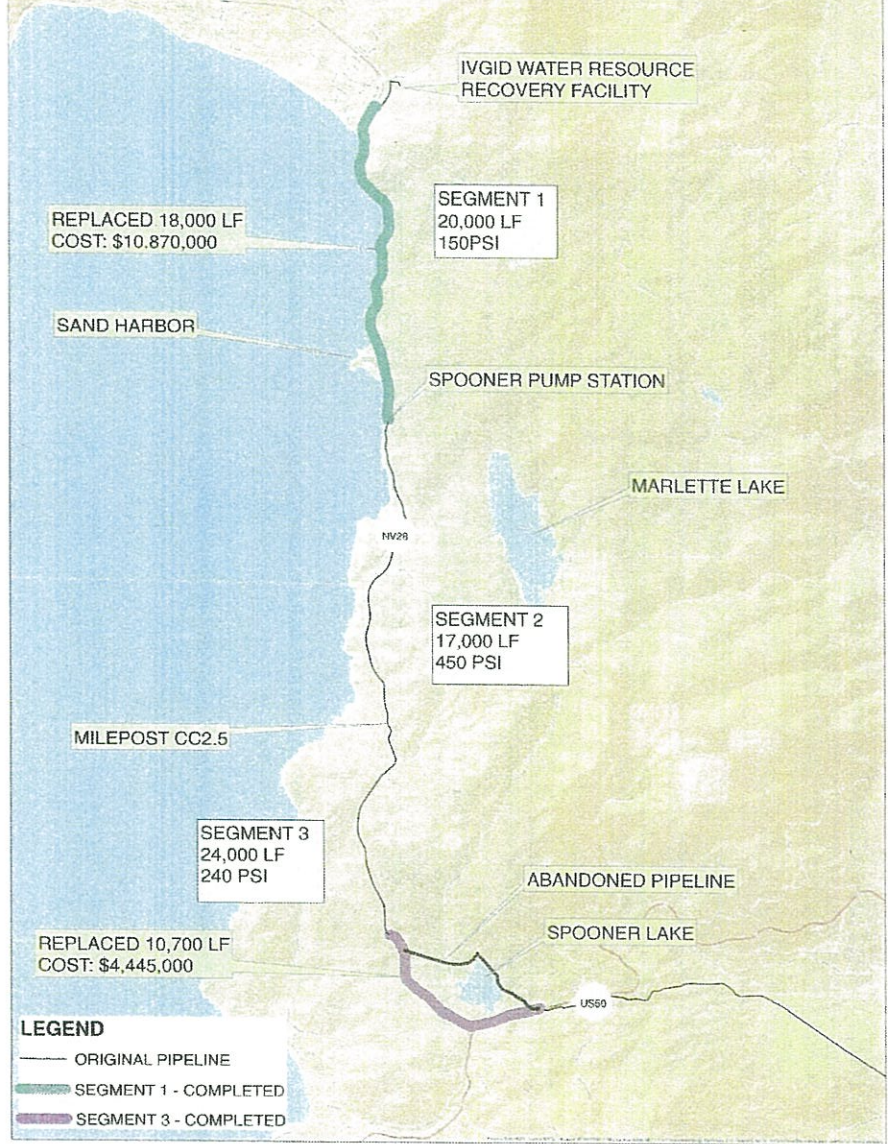 IVGID WATER RESOURCE
RECOVERY FACILITY
SEGMENT 1
20,000 LF
150PSI
REPLACED 18,000 LF
COST: $10.870,000
SAND HARBOR
SPOONER PUMP STATION
MARLETTE LAKE
NV28
SEGMENT 2
17,000 LF
450 PSI
MILEPOST CC2.5
SEGMENT 3
24,000 LF
240 PSI
ABANDONED PIPELINE
SPOONER LAKE
REPLACED 10,700 LF
COST: $4,445,000
US50
LEGEND
ORIGINAL PIPELINE
SEGMENT 1 - COMPLETED
SEGMENT 3 - COMPLETED